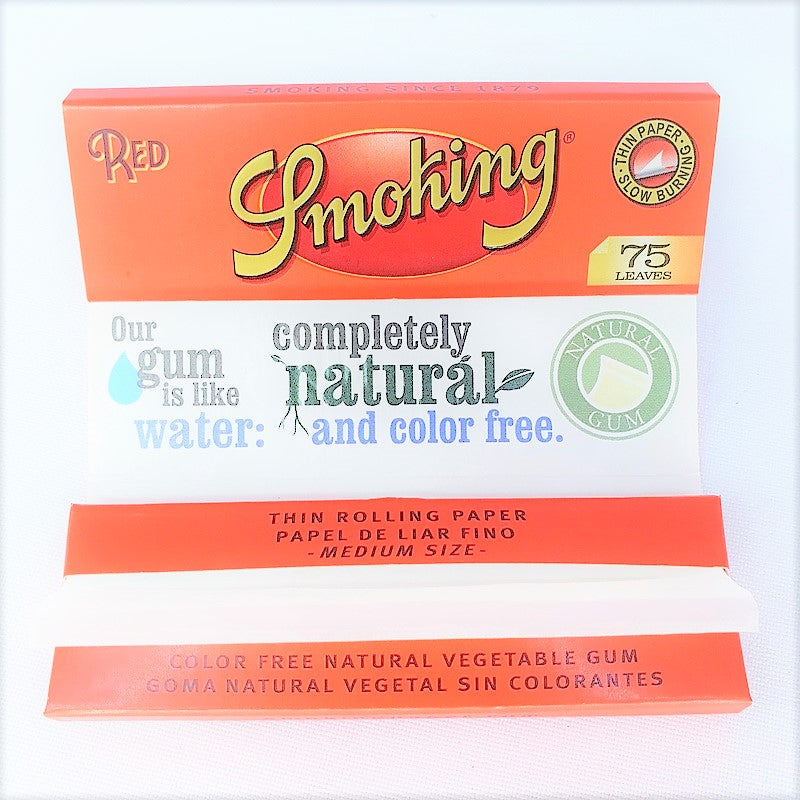 SMOKING SINCE 1879
RED
Smoking®
THIN PAPER · SLOW BURNING ·
75
LEAVES
Our
gum
is like
water:
completely
naturál
and color free.
NATURAL
GUM
THIN ROLLING PAPER
PAPEL DE LIAR FINO
-MEDIUM SIZE-
COLOR FREE NATURAL VEGETABLE GUM
GOMA NATURAL VEGETAL SIN COLORANTES